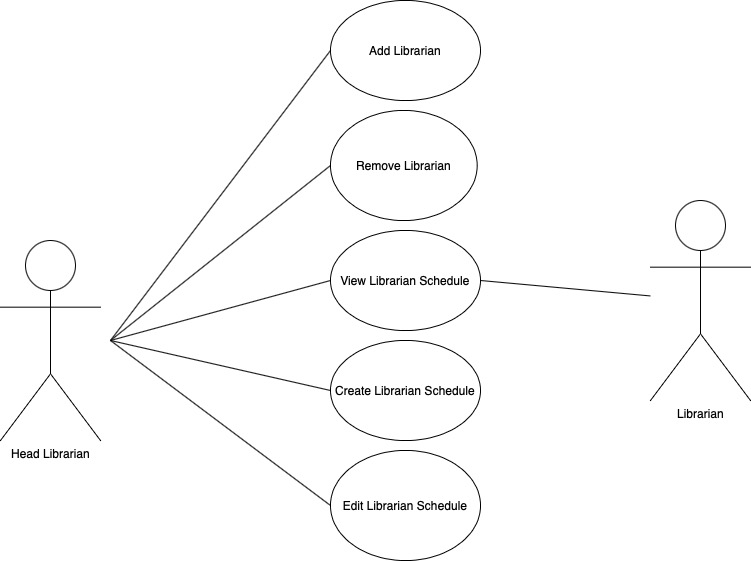 Add Librarian
Remove Librarian
View Librarian Schedule
Create Librarian Schedule
Edit Librarian Schedule
Head Librarian
Librarian